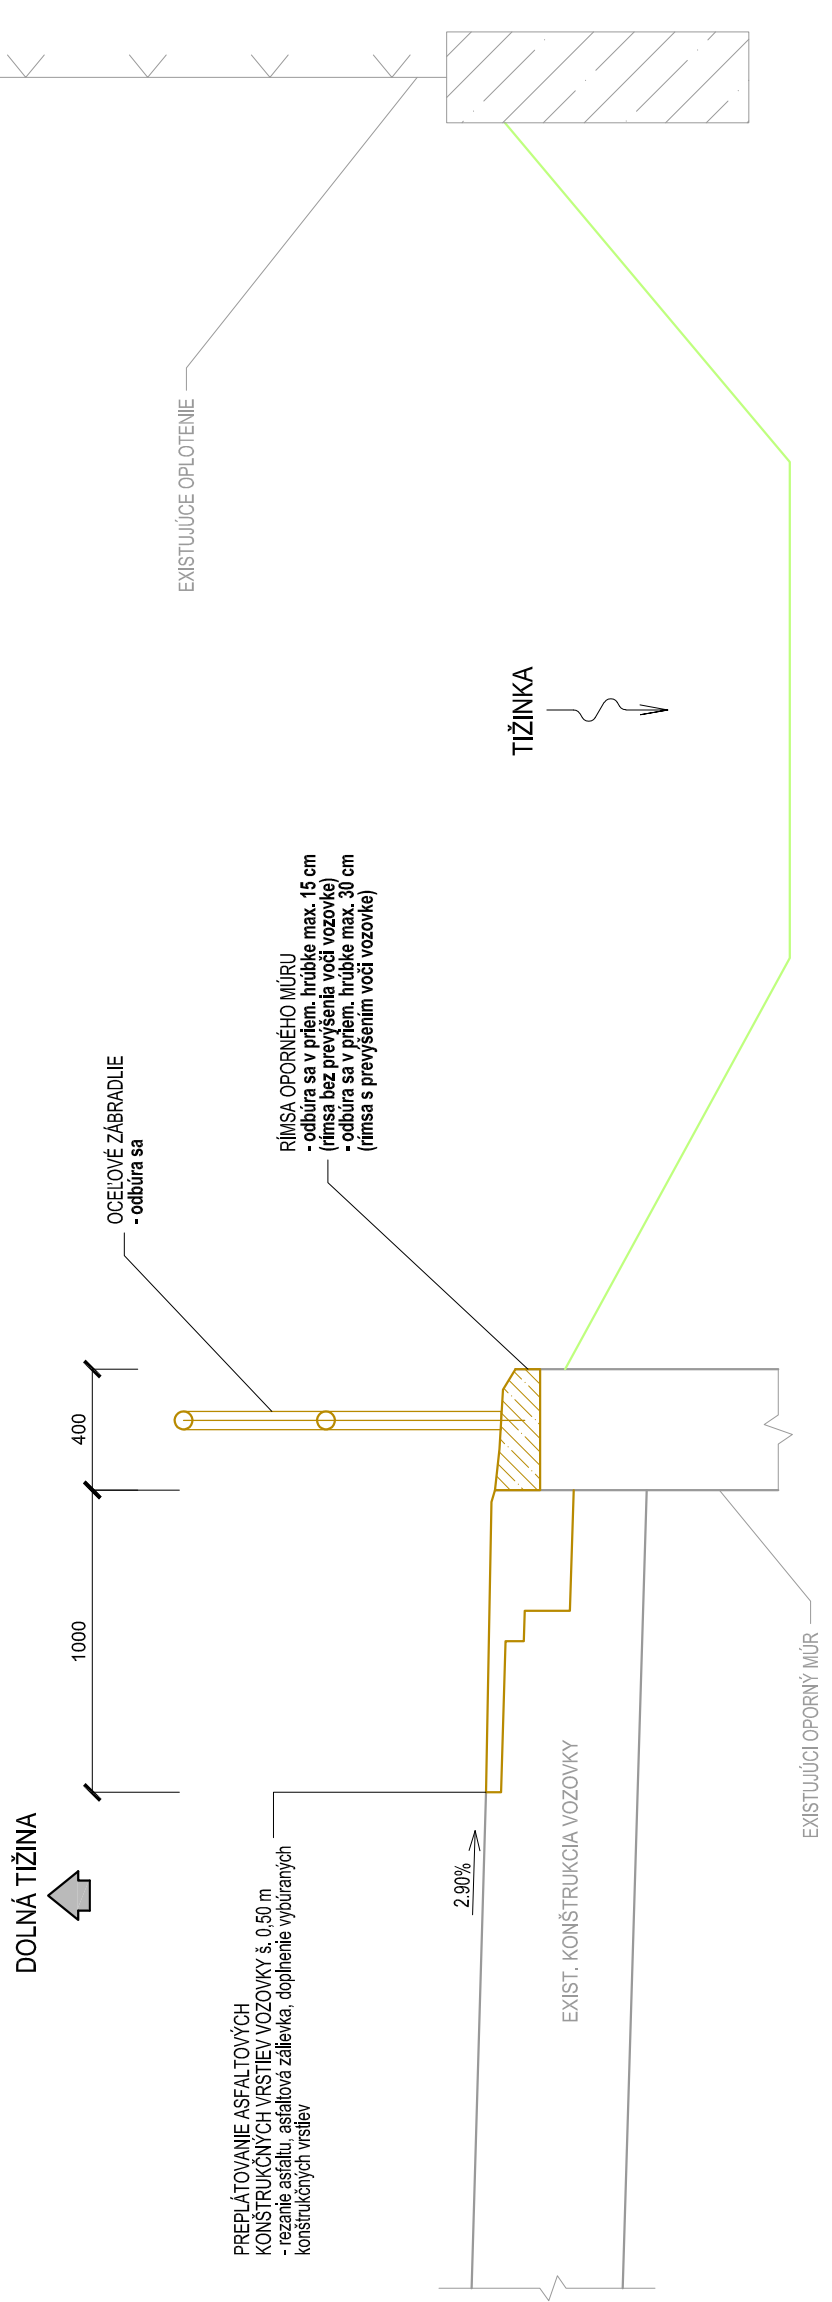 DOLNÁ TIŽINA
PREPLÁTOVANIE ASFALTOVÝCH
KONŠTRUKČNÝCH VRSTIEV VOZOVKY š. 0,50 m
- rezanie asfaltu, asfaltová zálievka, doplnenie vybúraných
konštrukčných vrstiev
1000
400
OCEĽOVÉ ZÁBRADLIE
- odbúra sa
RÍMSA OPORNÉHO MÚRU
- odbúra sa v priem. hrúbke max. 15 cm
(rímsa bez prevýšenia voči vozovke)
- odbúra sa v priem. hrúbke max. 30 cm
(rímsa s prevýšením voči vozovke)
EXISTUJÚCE OPLOTENIE
TIŽINKA
2.90%
EXIST. KONŠTRUKCIA VOZOVKY
EXISTUJÚCI OPORNÝ MÚR